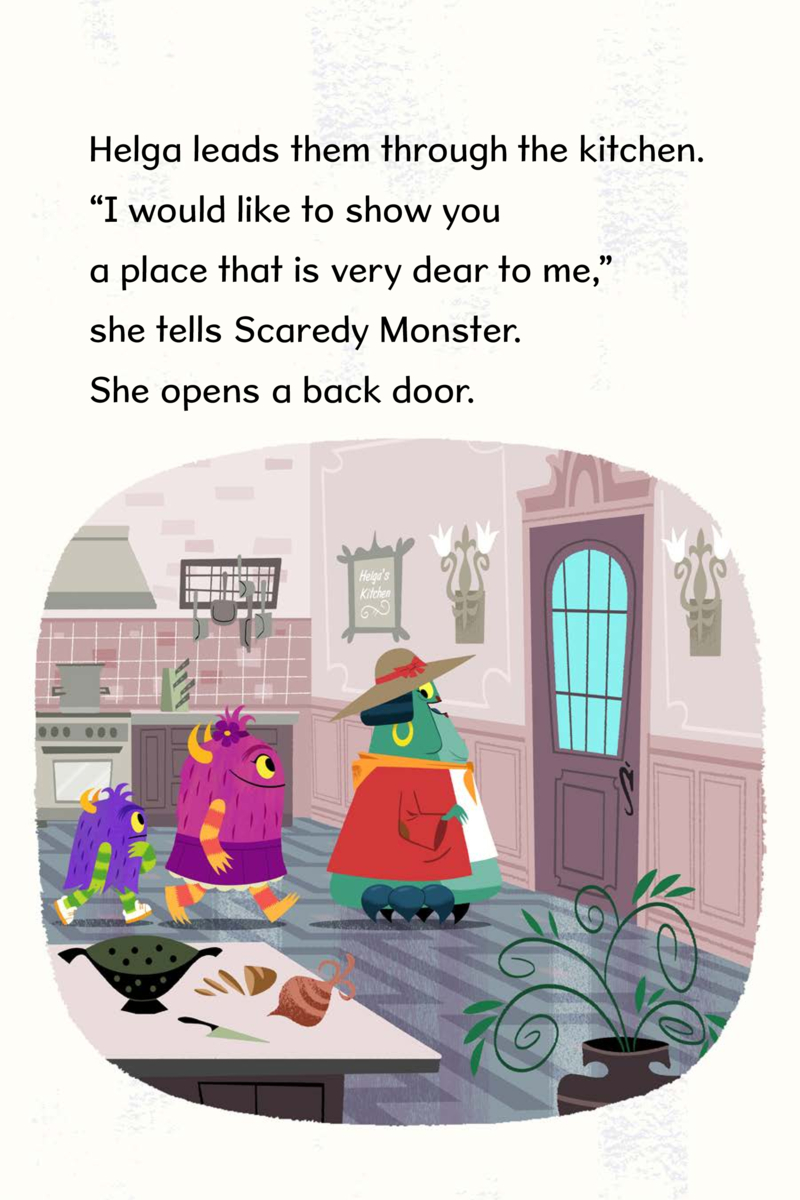 Helga leads them through the kitchen.
“I would like to show you
a place that is very dear to me,”
she tells Scaredy Monster.
She opens a back door.
Helga's
Kitchen